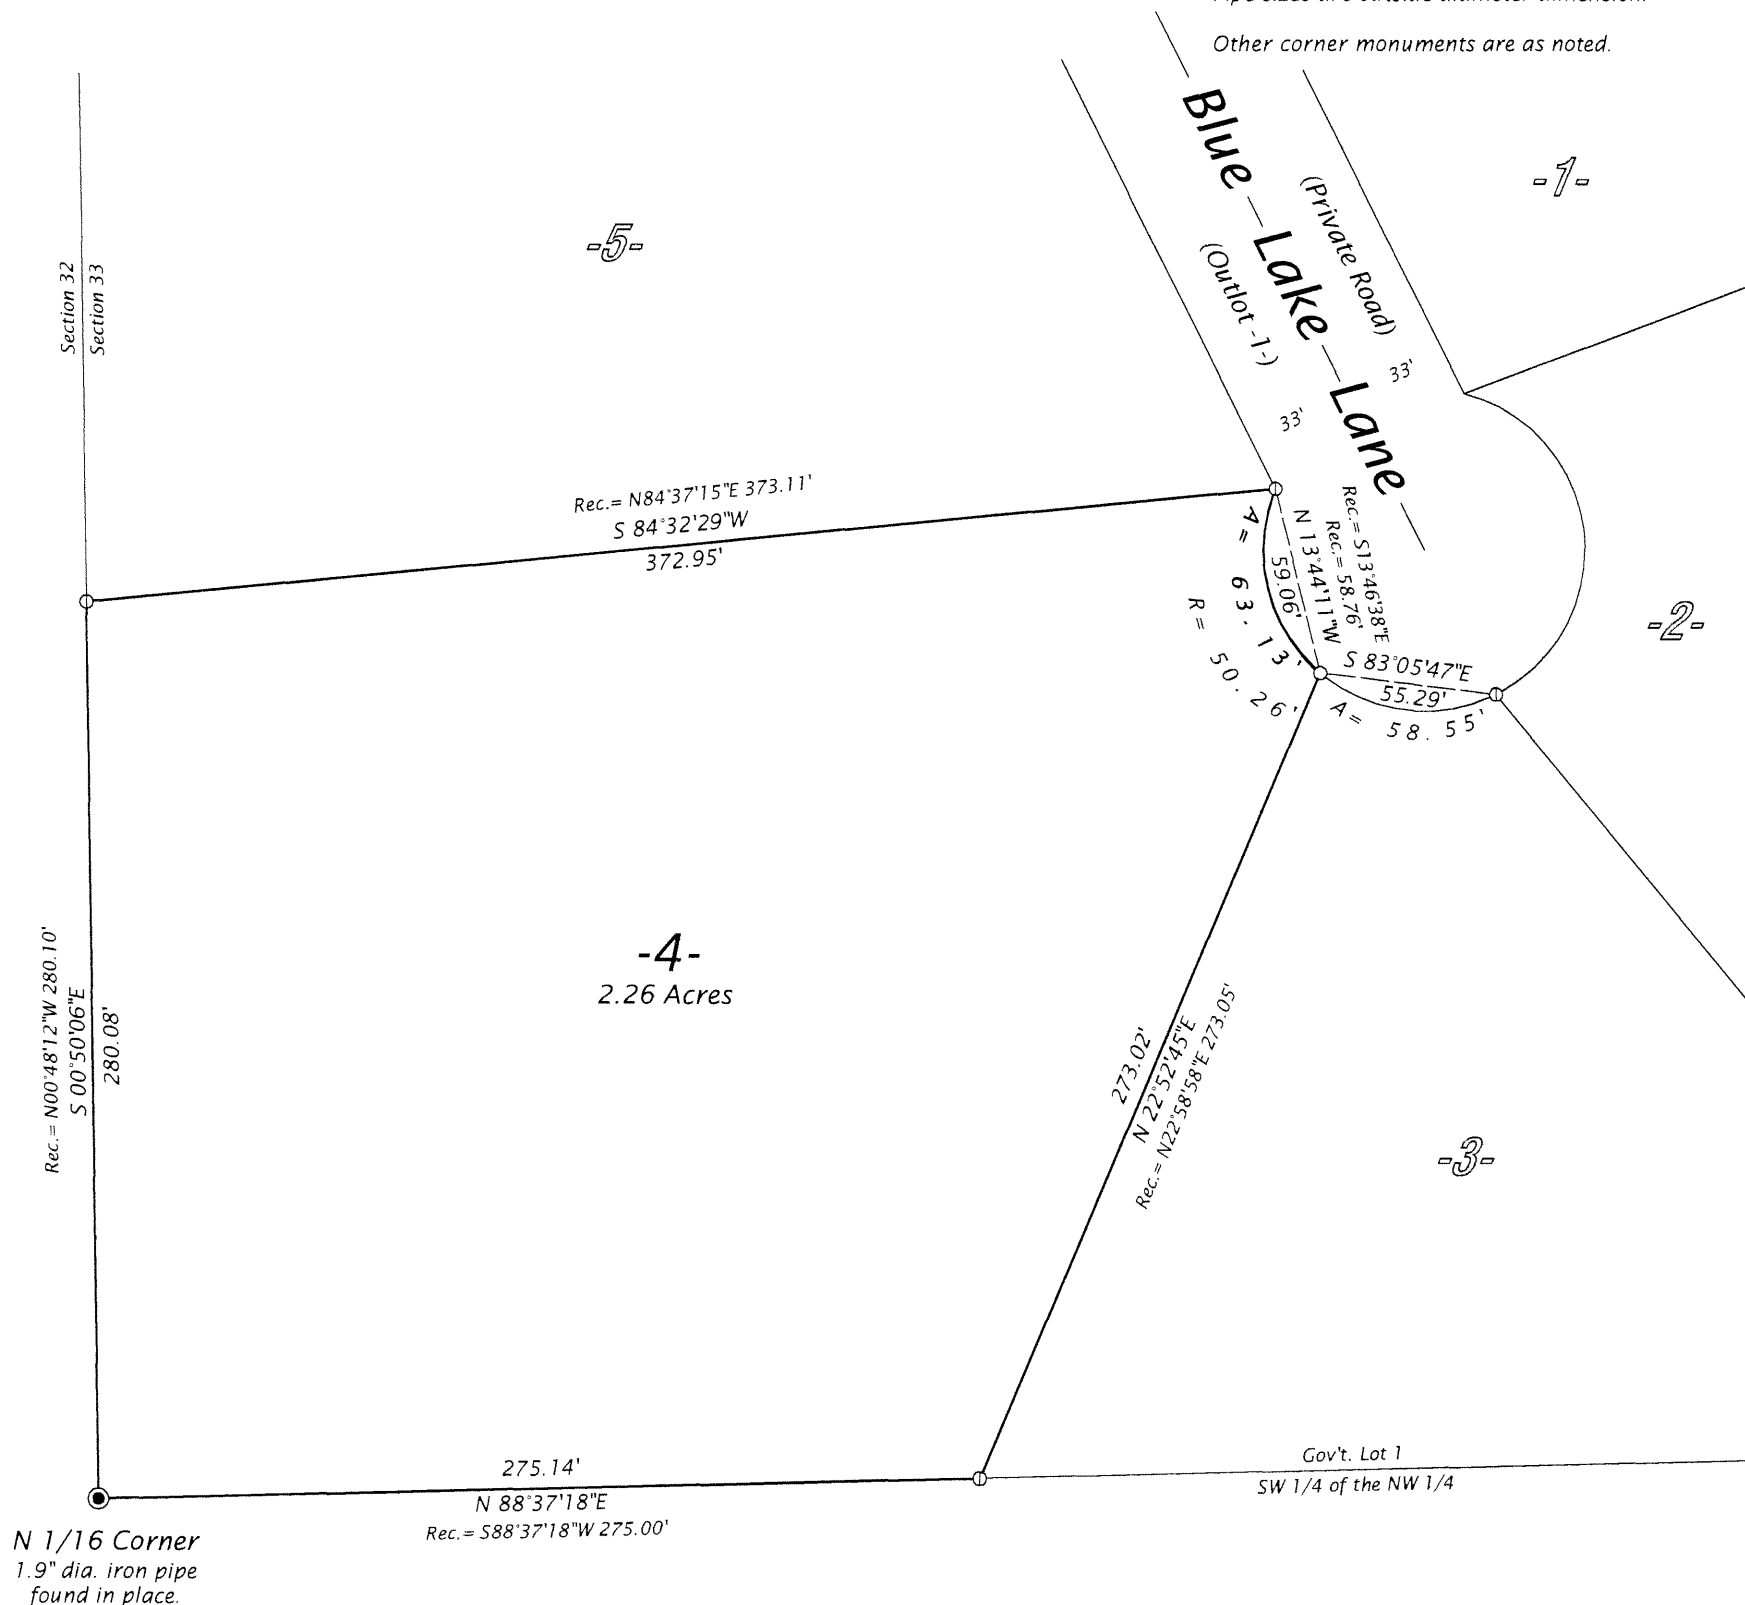 Other corner monuments are as noted.
Blue Lake Lane
(Private Road)
(Outlot -1-)
33'
33'
-1-
-5-
Section 32
Section 33
Rec.= N84°37'15"E 373.11'
S 84°32'29"W
372.95'
Rec.= S13°46'38"E
Rec.= 58.76'
N 13°44'11"W
59.06'
A= 63.13'
R= 50.26'
S 83°05'47"E
55.29'
A= 58.55'
-2-
-4-
2.26 Acres
Rec.= N00°48'12"W 280.10'
S 00°50'06"E
280.08'
273.02'
N 22°52'45"E
Rec.= N22°58'58"E 273.05'
-3-
275.14'
N 88°37'18"E
Rec.= S88°37'18"W 275.00'
Gov't. Lot 1
SW 1/4 of the NW 1/4
N 1/16 Corner
1.9" dia. iron pipe
found in place.